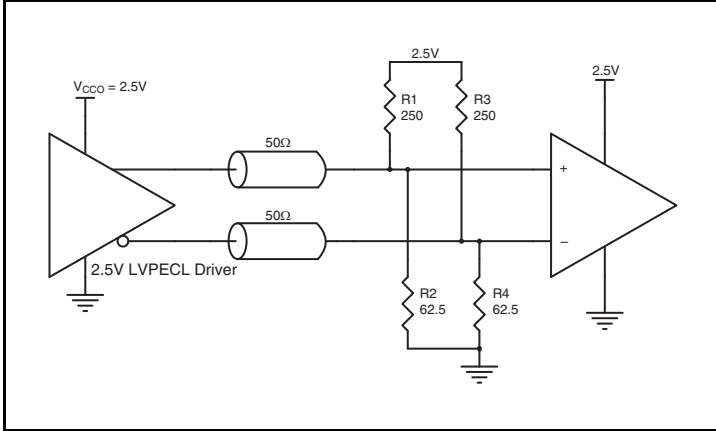 2.5V
V_CCO = 2.5V
2.5V
R1
250
R3
250
50Ω
+
50Ω
−
2.5V LVPECL Driver
R2
62.5
R4
62.5